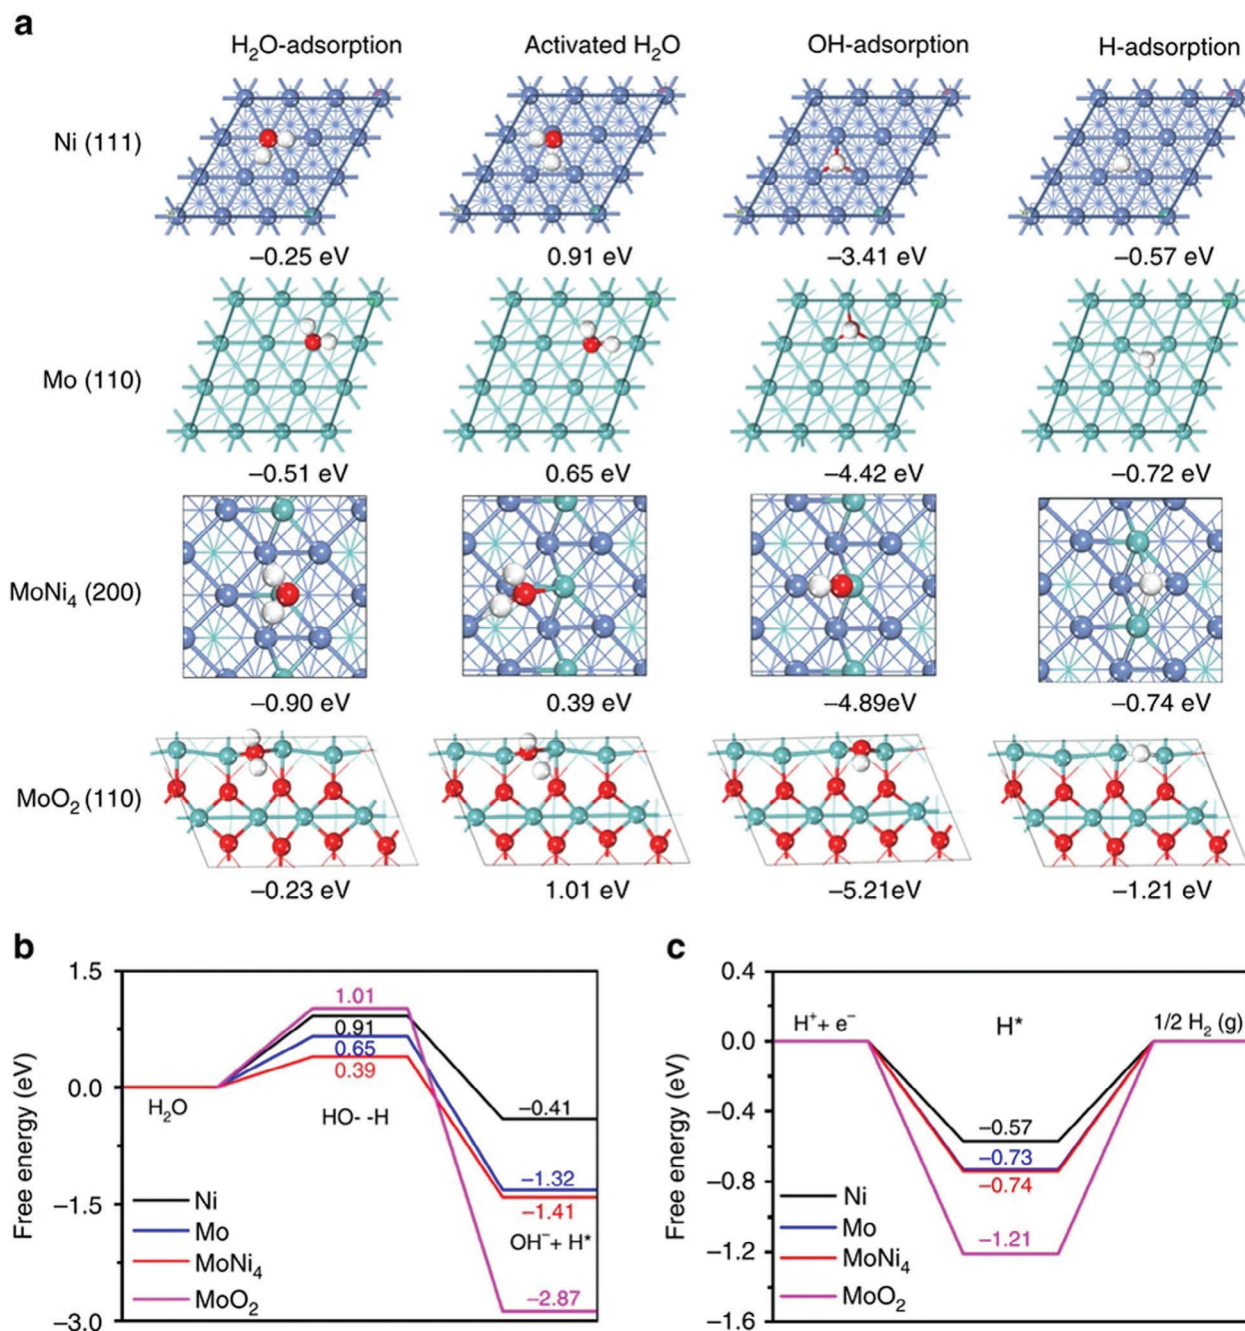 a
H₂O-adsorption Activated H₂O OH-adsorption H-adsorption
Ni (111)
−0.25 eV 0.91 eV −3.41 eV −0.57 eV
Mo (110)
−0.51 eV 0.65 eV −4.42 eV −0.72 eV
MoNi₄ (200)
−0.90 eV 0.39 eV −4.89eV −0.74 eV
MoO₂ (110)
−0.23 eV 1.01 eV −5.21eV −1.21 eV
b
Free energy (eV)
1.5
0.0
−1.5
−3.0
1.01
0.91
0.65
0.39
H₂O
HO- -H
−0.41
−1.32
−1.41
OH⁻+ H*
−2.87
Ni
Mo
MoNi₄
MoO₂
c
Free energy (eV)
0.4
0.0
−0.4
−0.8
−1.2
−1.6
H⁺+ e⁻ H* 1/2 H₂ (g)
−0.57
−0.73
−0.74
−1.21
Ni
Mo
MoNi₄
MoO₂